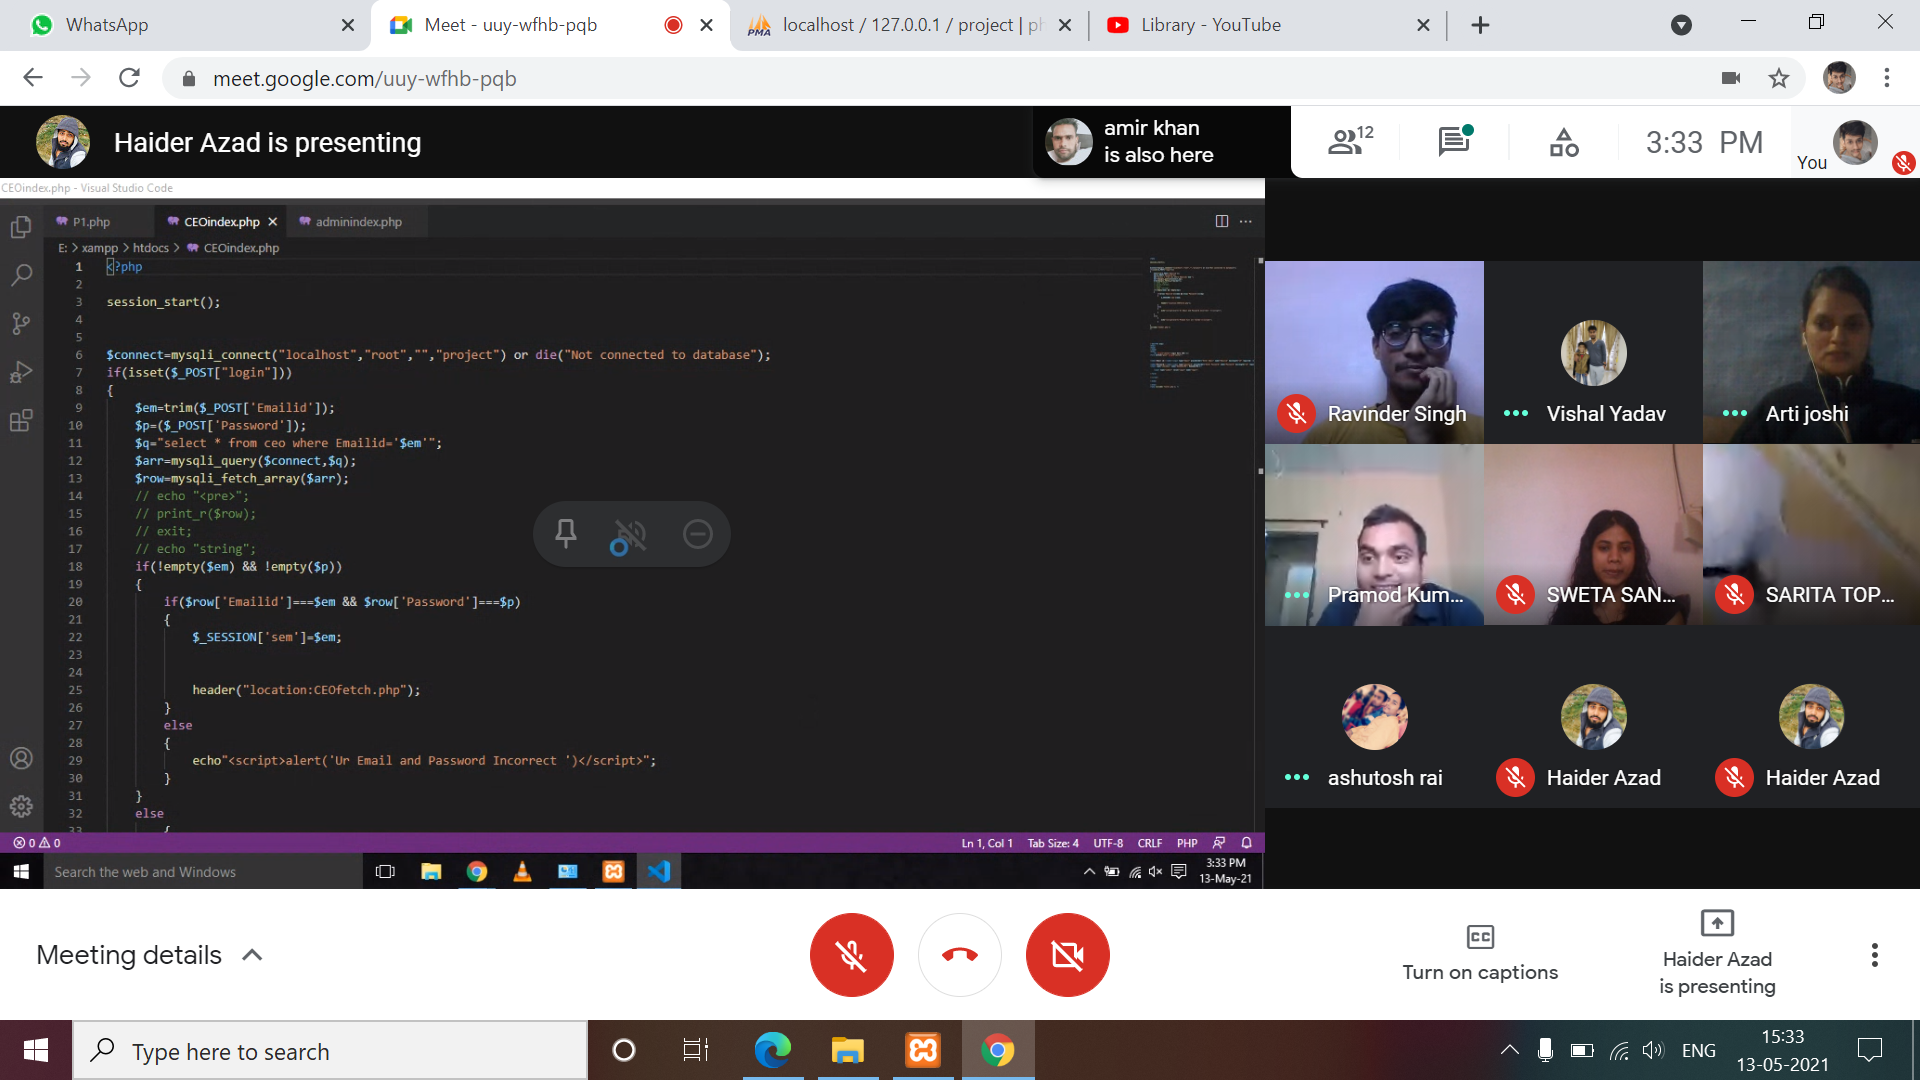 WhatsApp
Meet - uuy-wfhb-pqb
localhost / 127.0.0.1 / project | ph
Library - YouTube
meet.google.com/uuy-wfhb-pqb
Haider Azad is presenting
amir khan
is also here
12
3:33 PM
You
CEOindex.php - Visual Studio Code
P1.php
CEOindex.php
adminindex.php
E: > xampp > htdocs > CEOindex.php
1 <?php
2
3 session_start();
4
5
6 $connect=mysqli_connect("localhost","root","","project") or die("Not connected to database");
7 if(isset($_POST["login"]))
8 {
9 $em=trim($_POST['Emailid']);
10 $p=($_POST['Password']);
11 $q="select * from ceo where Emailid='$em'";
12 $arr=mysqli_query($connect,$q);
13 $row=mysqli_fetch_array($arr);
14 // echo "<pre>";
15 // print_r($row);
16 // exit;
17 // echo "string";
18 if(!empty($em) && !empty($p))
19 {
20 if($row['Emailid']===$em && $row['Password']===$p)
21 {
22 $_SESSION['sem']=$em;
23
24
25 header("location:CEOfetch.php");
26 }
27 else
28 {
29 echo"<script>alert('Ur Email and Password Incorrect ')</script>";
30 }
31 }
32 else
33 {
0 0
Ln 1, Col 1
Tab Size: 4
UTF-8
CRLF
PHP
Search the web and Windows
3:33 PM
13-May-21
Ravinder Singh
Vishal Yadav
Arti joshi
Pramod Kum...
SWETA SAN...
SARITA TOP...
ashutosh rai
Haider Azad
Haider Azad
Meeting details
CC
Turn on captions
Haider Azad
is presenting
Type here to search
ENG
15:33
13-05-2021